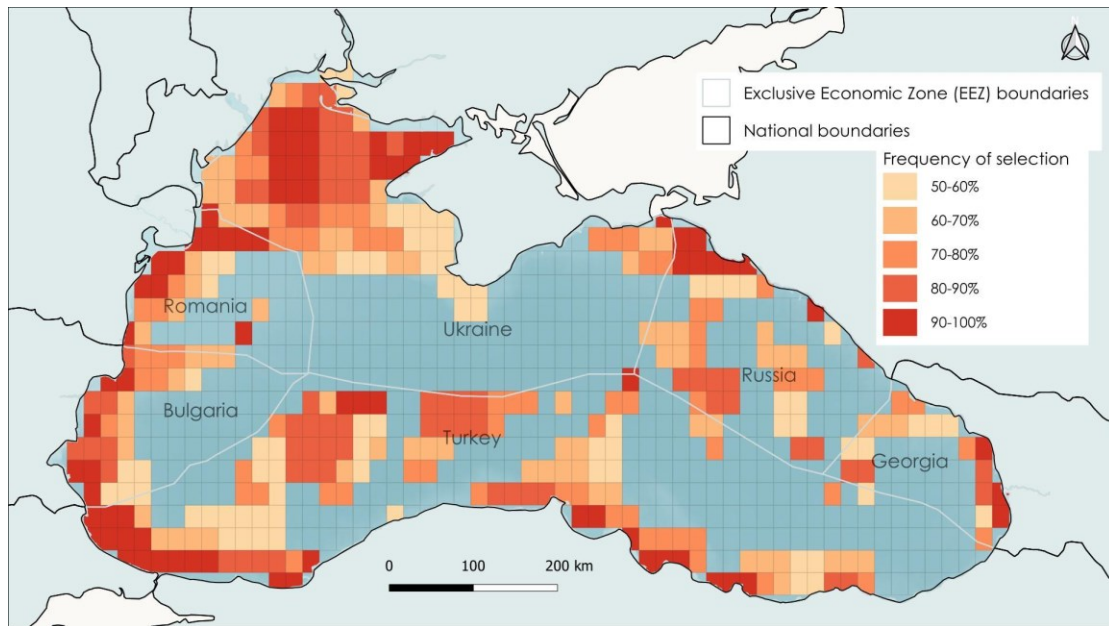 N
Exclusive Economic Zone (EEZ) boundaries
National boundaries
Frequency of selection
50-60%
60-70%
70-80%
80-90%
90-100%
Romania
Ukraine
Russia
Bulgaria
Turkey
Georgia
0 100 200 km